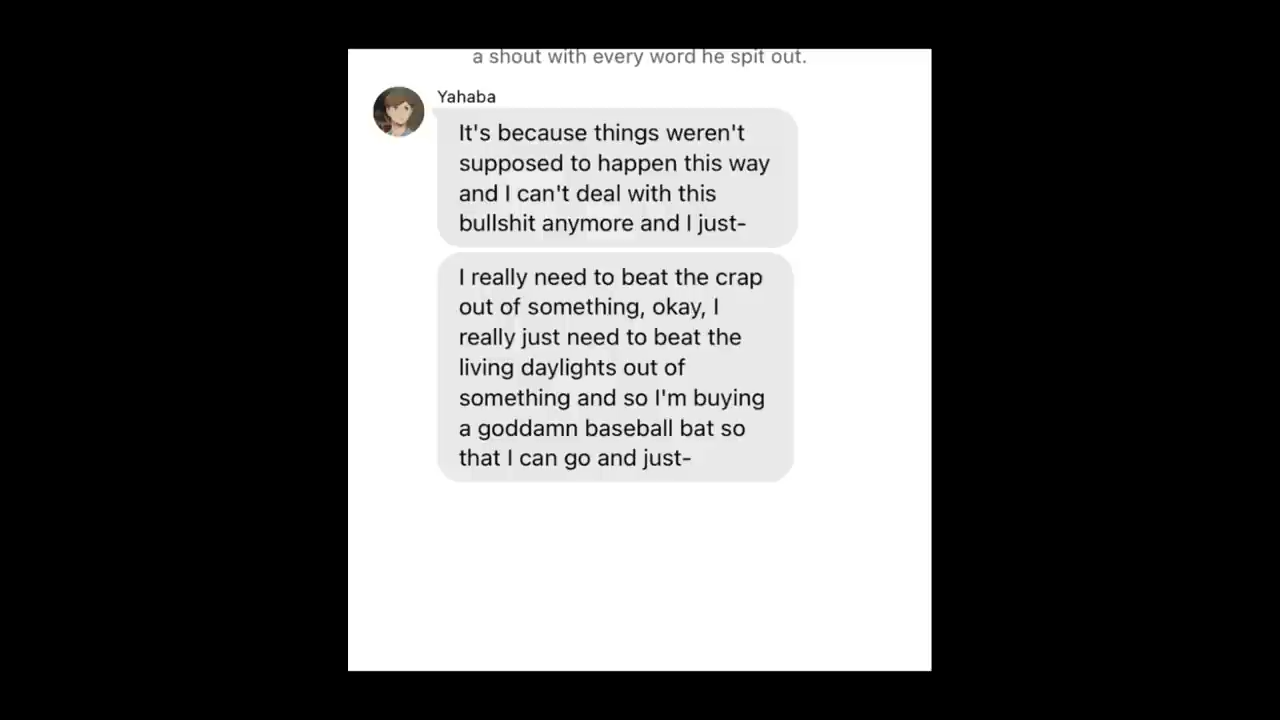 a shout with every word he spit out.
Yahaba
It's because things weren't
supposed to happen this way
and I can't deal with this
bullshit anymore and I just-
I really need to beat the crap
out of something, okay, I
really just need to beat the
living daylights out of
something and so I'm buying
a goddamn baseball bat so
that I can go and just-